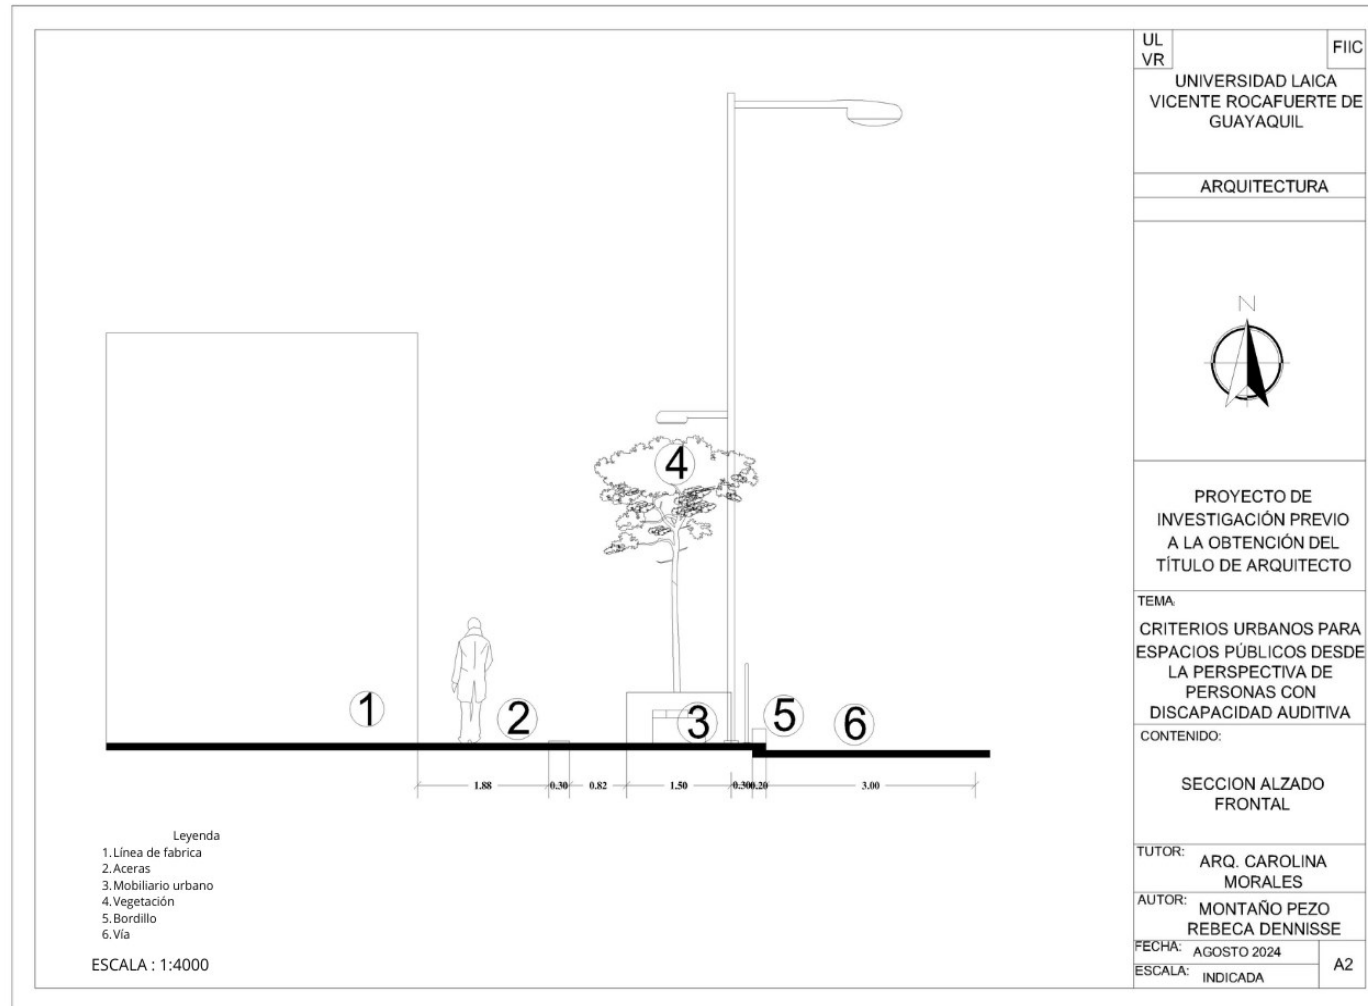 4
1
2
3
5
6
1.88
0.30
0.82
1.50
0.30
0.20
3.00
Leyenda
1. Línea de fabrica
2. Aceras
3. Mobiliario urbano
4. Vegetación
5. Bordillo
6. Vía
ESCALA : 1:4000
UL
VR
FIIC
UNIVERSIDAD LAICA
VICENTE ROCAFUERTE DE
GUAYAQUIL
ARQUITECTURA
N
PROYECTO DE
INVESTIGACIÓN PREVIO
A LA OBTENCIÓN DEL
TÍTULO DE ARQUITECTO
TEMA:
CRITERIOS URBANOS PARA
ESPACIOS PÚBLICOS DESDE
LA PERSPECTIVA DE
PERSONAS CON
DISCAPACIDAD AUDITIVA
CONTENIDO:
SECCION ALZADO
FRONTAL
TUTOR:
ARQ. CAROLINA
MORALES
AUTOR:
MONTAÑO PEZO
REBECA DENNISSE
FECHA: AGOSTO 2024
ESCALA: INDICADA
A2